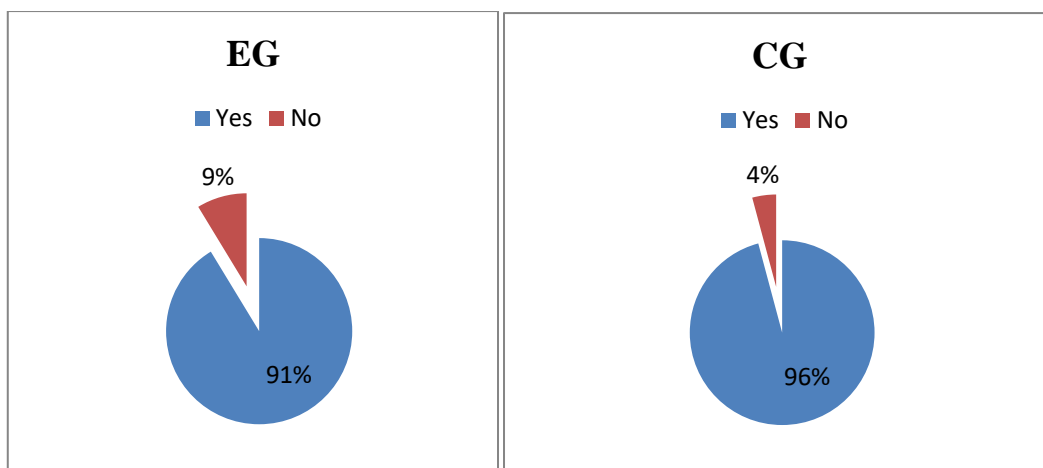 EG
Yes No
9%
91%
CG
Yes No
4%
96%